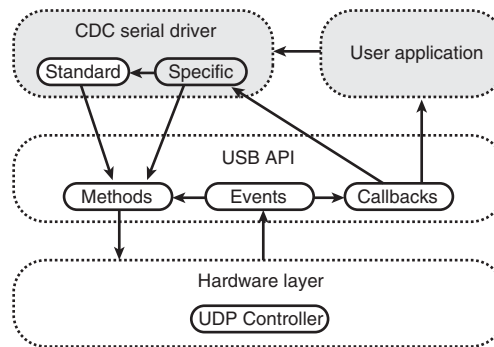 CDC serial driver
User application
Standard
Specific
USB API
Methods
Events
Callbacks
Hardware layer
UDP Controller